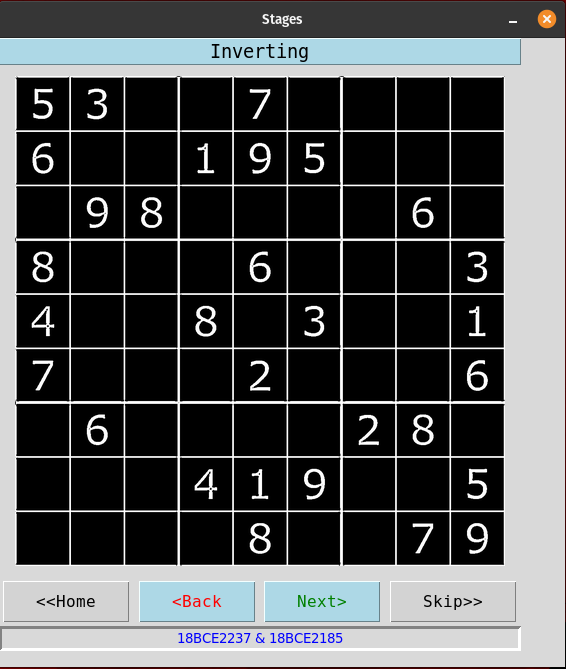 Stages
Inverting
5 3 7
6 1 9 5
9 8 6
8 6 3
4 8 3 1
7 2 6
6 2 8
4 1 9 5
8 7 9
<<Home <Back Next> Skip>>
18BCE2237 & 18BCE2185